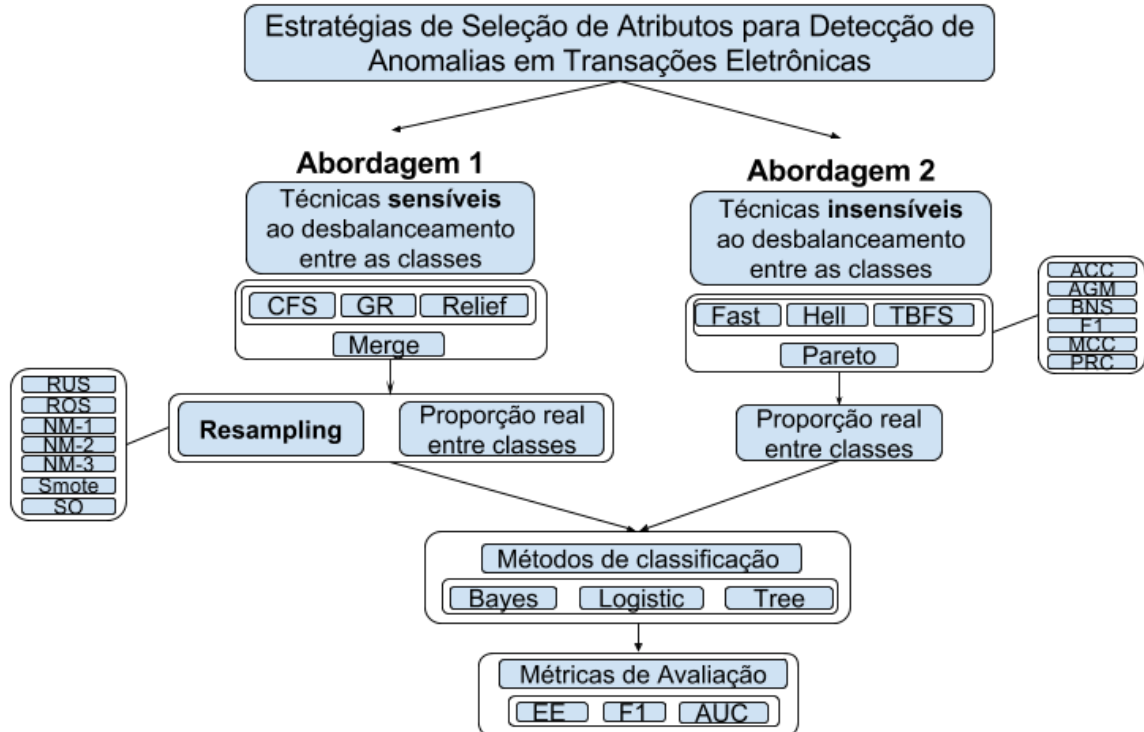 Estratégias de Seleção de Atributos para Detecção de
Anomalias em Transações Eletrônicas
Abordagem 1
Técnicas sensíveis
ao desbalanceamento
entre as classes
CFS GR Relief
Merge
Abordagem 2
Técnicas insensíveis
ao desbalanceamento
entre as classes
Fast Hell TBFS
Pareto
ACC
AGM
BNS
F1
MCC
PRC
RUS
ROS
NM-1
NM-2
NM-3
Smote
SO
Resampling
Proporção real
entre classes
Proporção real
entre classes
Métodos de classificação
Bayes Logistic Tree
Métricas de Avaliação
EE F1 AUC